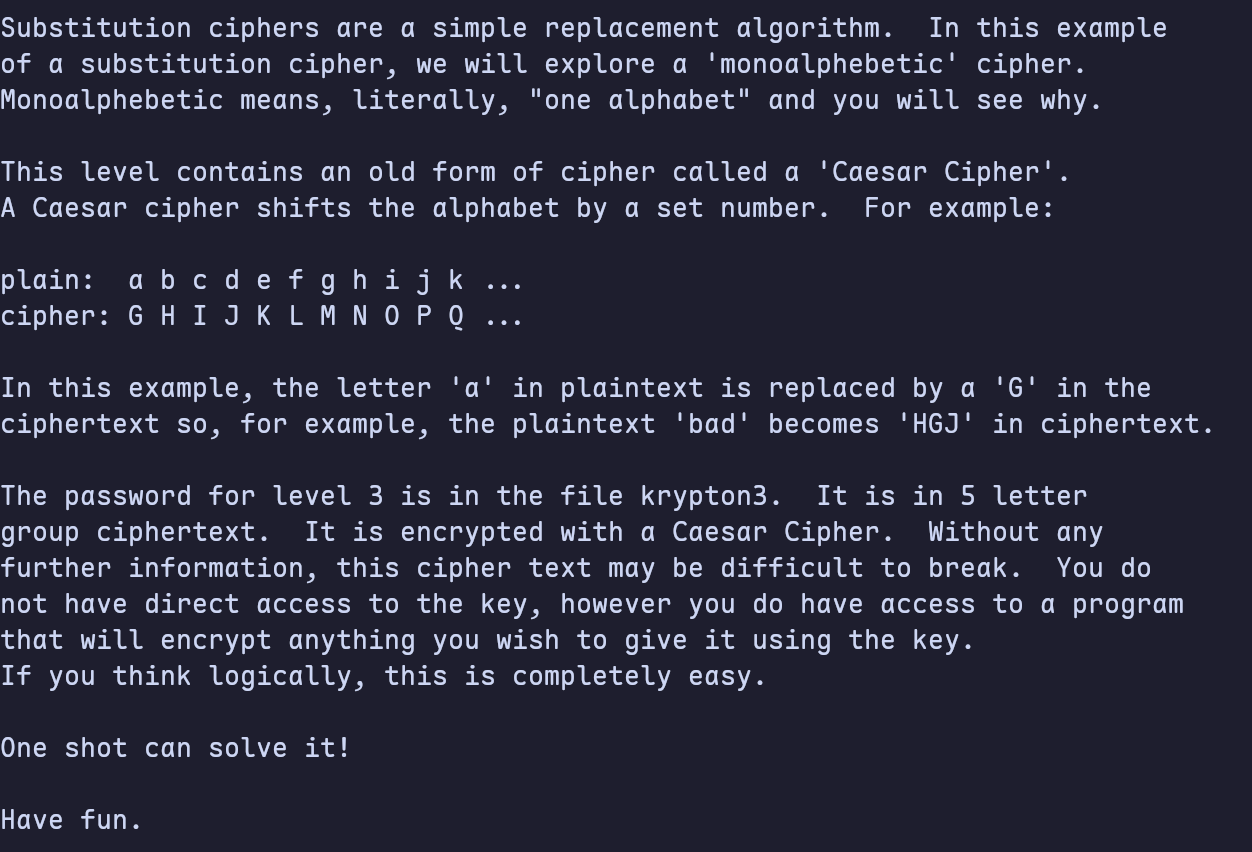 Substitution ciphers are a simple replacement algorithm.  In this example
of a substitution cipher, we will explore a 'monoalphebetic' cipher.
Monoalphebetic means, literally, "one alphabet" and you will see why.
This level contains an old form of cipher called a 'Caesar Cipher'.
A Caesar cipher shifts the alphabet by a set number.  For example:
plain:  a b c d e f g h i j k ...
cipher: G H I J K L M N O P Q ...
In this example, the letter 'a' in plaintext is replaced by a 'G' in the
ciphertext so, for example, the plaintext 'bad' becomes 'HGJ' in ciphertext.
The password for level 3 is in the file krypton3.  It is in 5 letter
group ciphertext.  It is encrypted with a Caesar Cipher.  Without any
further information, this cipher text may be difficult to break.  You do
not have direct access to the key, however you do have access to a program
that will encrypt anything you wish to give it using the key.
If you think logically, this is completely easy.
One shot can solve it!
Have fun.